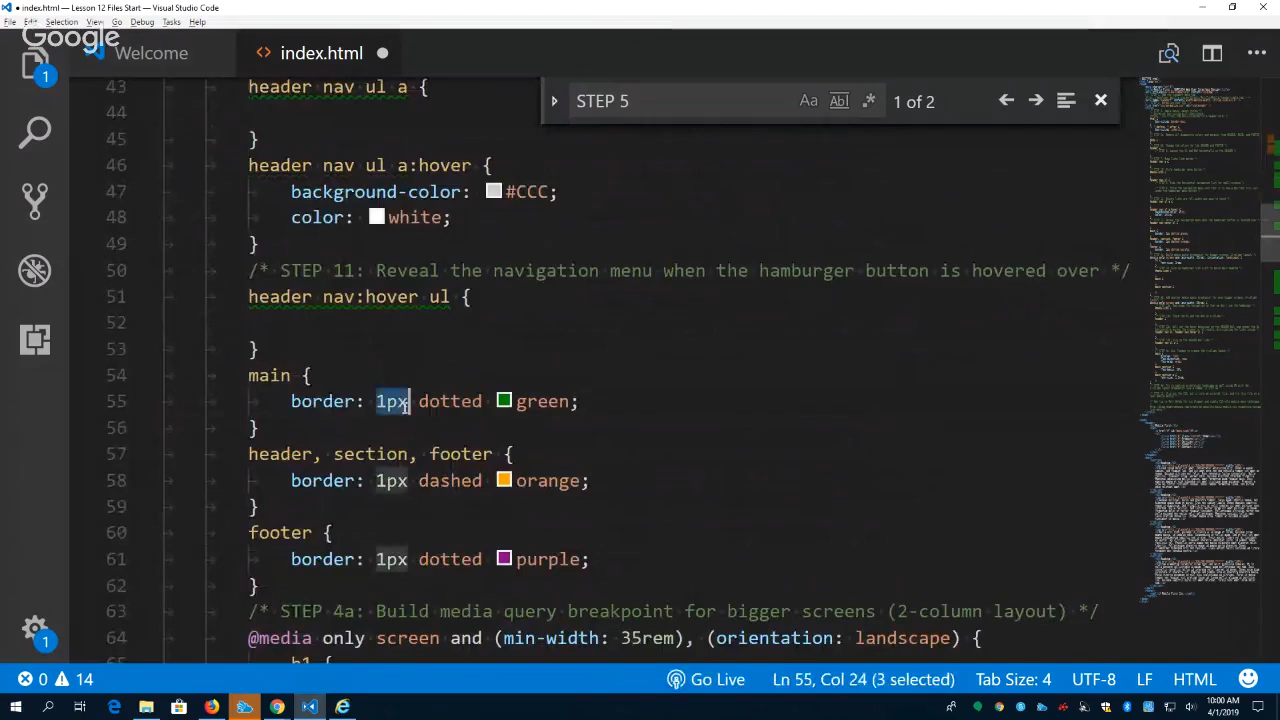 index.html — Lesson 12 Files Start — Visual Studio Code
File Edit Selection View Go Debug Tasks Help
Google
Welcome
index.html
STEP 5
1 of 2
43 header nav ul a {
44
45 }
46 header nav ul a:hover {
47 background-color: #CCC;
48 color: white;
49 }
50 /* STEP 11: Reveal the navigation menu when the hamburger button is hovered over */
51 header nav:hover ul {
52
53 }
54 main {
55 border: 1px dotted green;
56 }
57 header, section, footer {
58 border: 1px dashed orange;
59 }
60 footer {
61 border: 1px dotted purple;
62 }
63 /* STEP 4a: Build media query breakpoint for bigger screens (2-column layout) */
64 @media only screen and (min-width: 35rem), (orientation: landscape) {
65 h1 {
1
1
0 14
Go Live
Ln 55, Col 24 (3 selected)
Tab Size: 4
UTF-8
LF
HTML
10:00 AM
4/1/2019